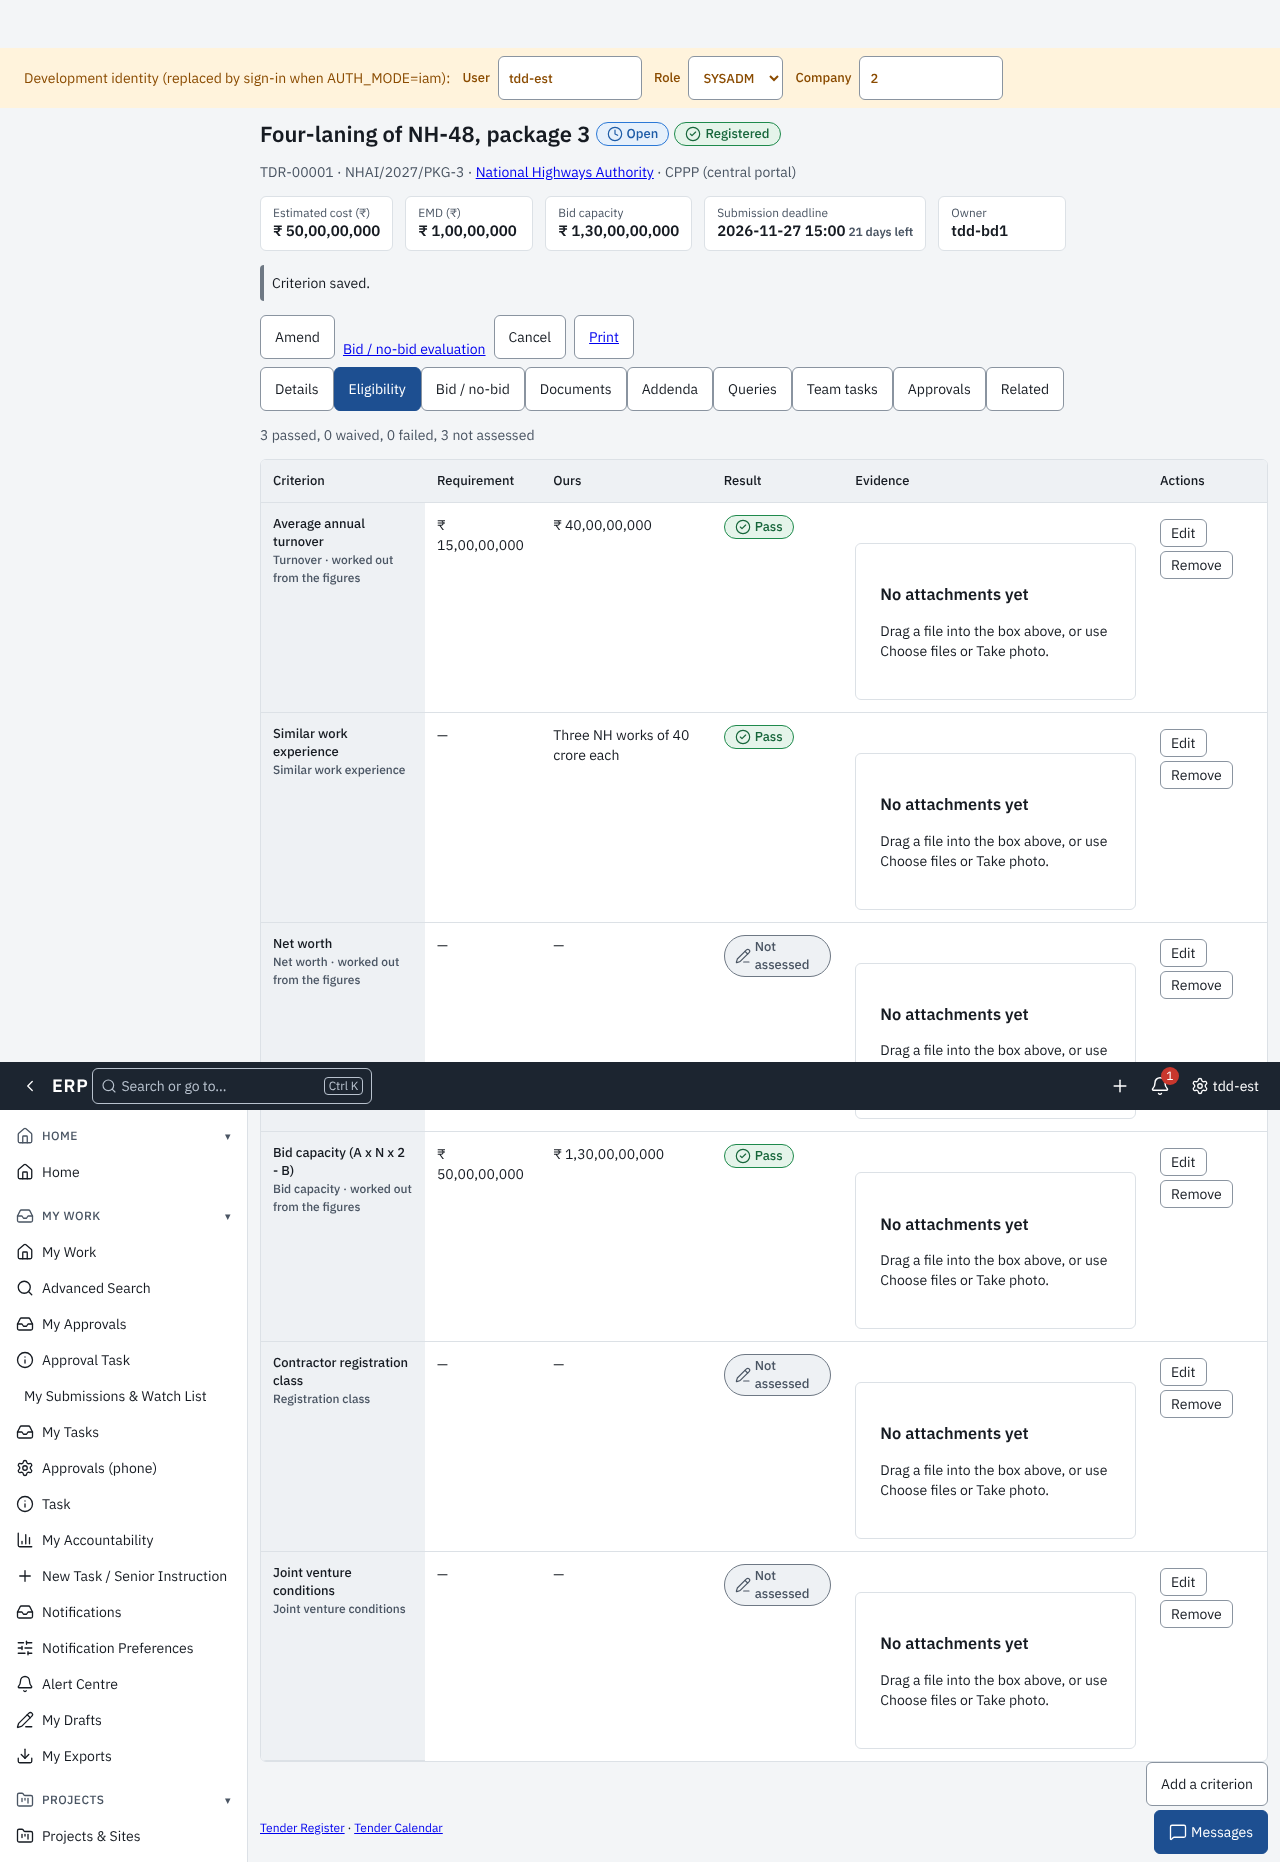 Development identity (replaced by sign-in when AUTH_MODE=iam): User tdd-est Role SYSADM Company 2
Four-laning of NH-48, package 3 Open Registered
TDR-00001 · NHAI/2027/PKG-3 · National Highways Authority · CPPP (central portal)
Estimated cost (₹) EMD (₹) Bid capacity Submission deadline Owner
₹ 50,00,00,000 ₹ 1,00,00,000 ₹ 1,30,00,00,000 2026-11-27 15:00 21 days left tdd-bd1
Criterion saved.
Amend Bid / no-bid evaluation Cancel Print
Details Eligibility Bid / no-bid Documents Addenda Queries Team tasks Approvals Related
3 passed, 0 waived, 0 failed, 3 not assessed
Criterion Requirement Ours Result Evidence Actions
Average annual
turnover
Turnover · worked out
from the figures
₹
15,00,00,000
₹ 40,00,00,000
Pass
No attachments yet
Drag a file into the box above, or use
Choose files or Take photo.
Edit
Remove
Similar work
experience
Similar work experience
—
Three NH works of 40
crore each
Pass
No attachments yet
Drag a file into the box above, or use
Choose files or Take photo.
Edit
Remove
Net worth
Net worth · worked out
from the figures
—
—
Not
assessed
No attachments yet
Drag a file into the box above, or use
Edit
Remove
ERP Search or go to... Ctrl K 1 tdd-est
Bid capacity (A x N x 2
- B)
Bid capacity · worked out
from the figures
₹
50,00,00,000
₹ 1,30,00,00,000
Pass
No attachments yet
Drag a file into the box above, or use
Choose files or Take photo.
Edit
Remove
Contractor registration
class
Registration class
—
—
Not
assessed
No attachments yet
Drag a file into the box above, or use
Choose files or Take photo.
Edit
Remove
Joint venture
conditions
Joint venture conditions
—
—
Not
assessed
No attachments yet
Drag a file into the box above, or use
Choose files or Take photo.
Edit
Remove
Add a criterion
Tender Register · Tender Calendar
Messages
HOME
Home
MY WORK
My Work
Advanced Search
My Approvals
Approval Task
My Submissions & Watch List
My Tasks
Approvals (phone)
Task
My Accountability
New Task / Senior Instruction
Notifications
Notification Preferences
Alert Centre
My Drafts
My Exports
PROJECTS
Projects & Sites